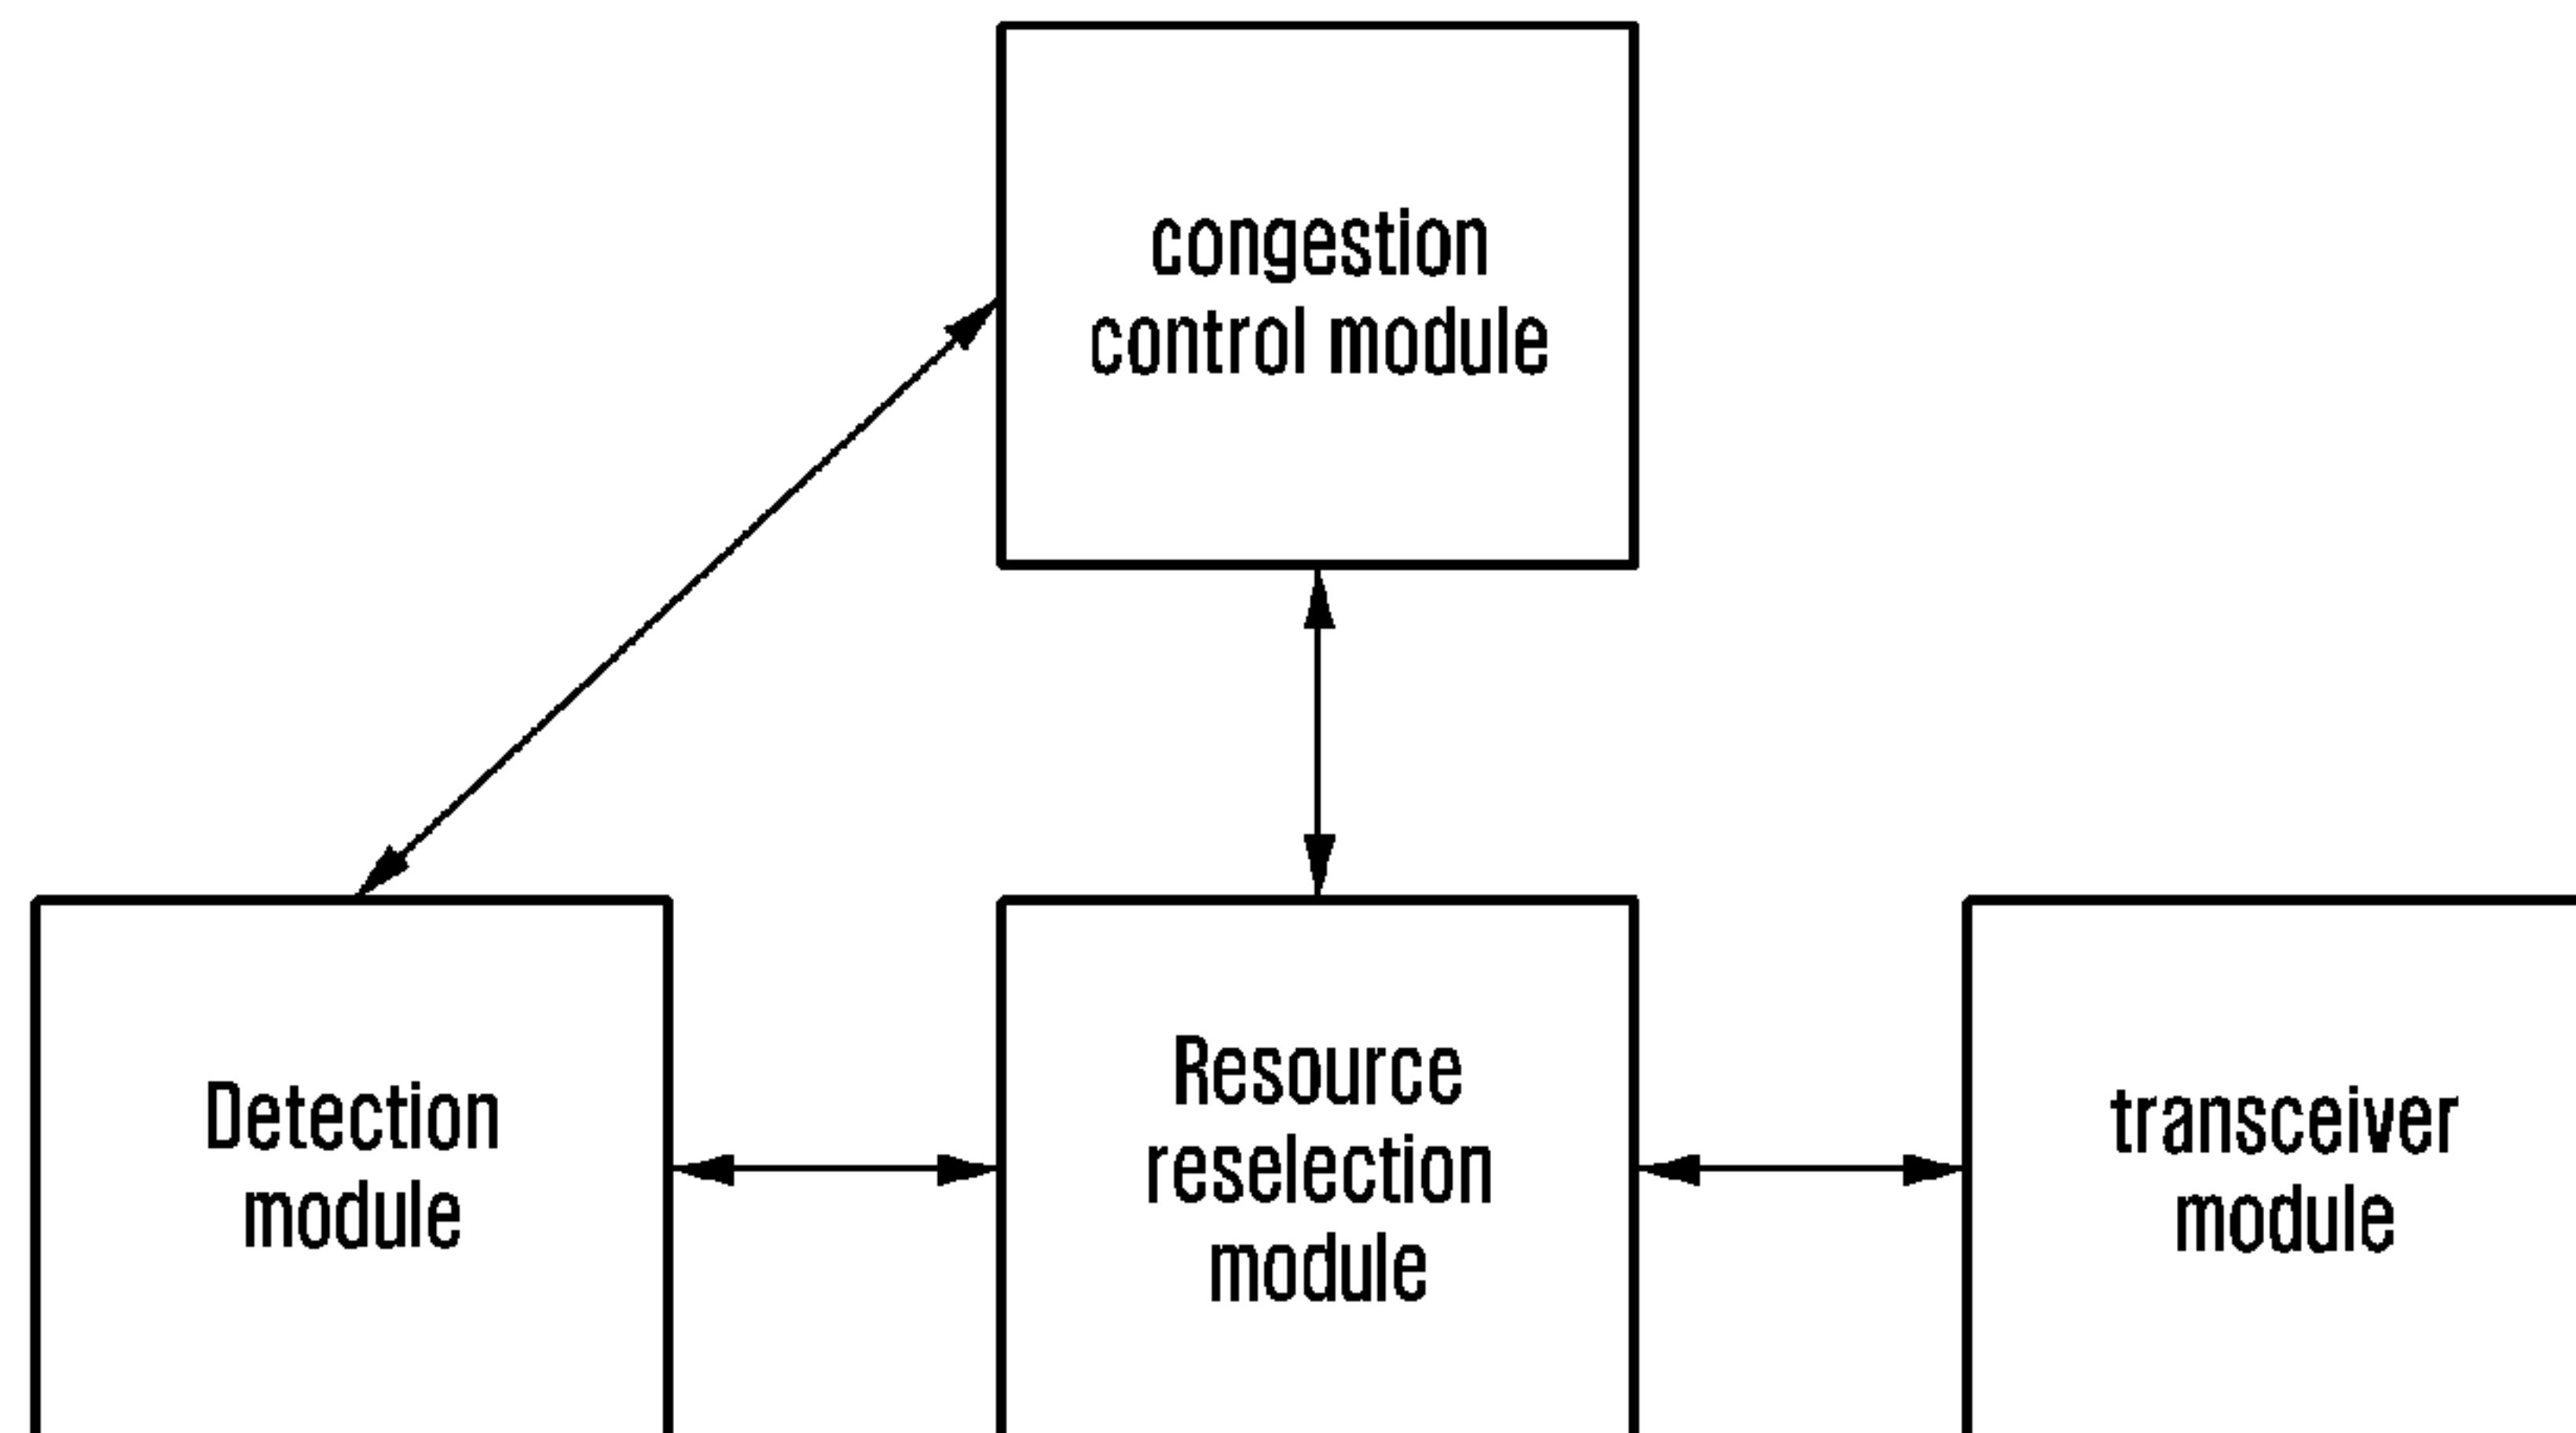 congestion
control module
Detection
module
Resource
reselection
module
transceiver
module